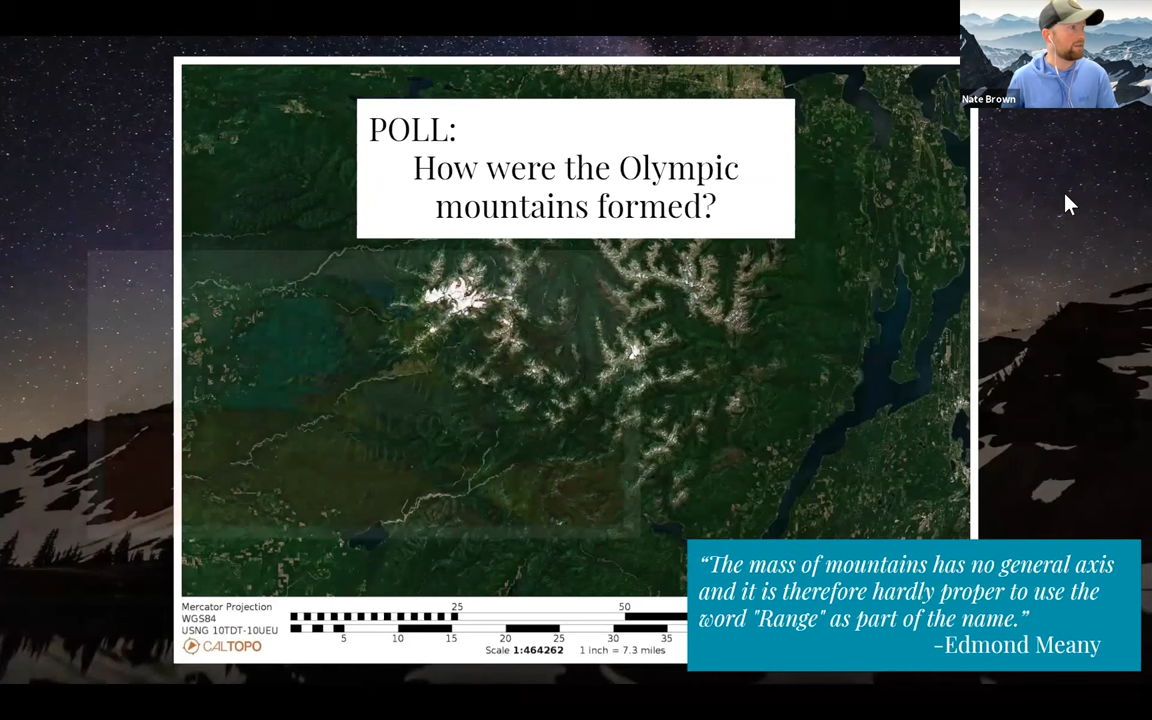 Nate Brown
POLL:
How were the Olympic
mountains formed?
"The mass of mountains has no general axis
and it is therefore hardly proper to use the
word "Range" as part of the name."
-Edmond Meany
Mercator Projection
WGS84
USNG 10TDT-10UEU
CALTOPO
25 50
5 10 15 20 25 30 35
Scale 1:464262 1 inch = 7.3 miles